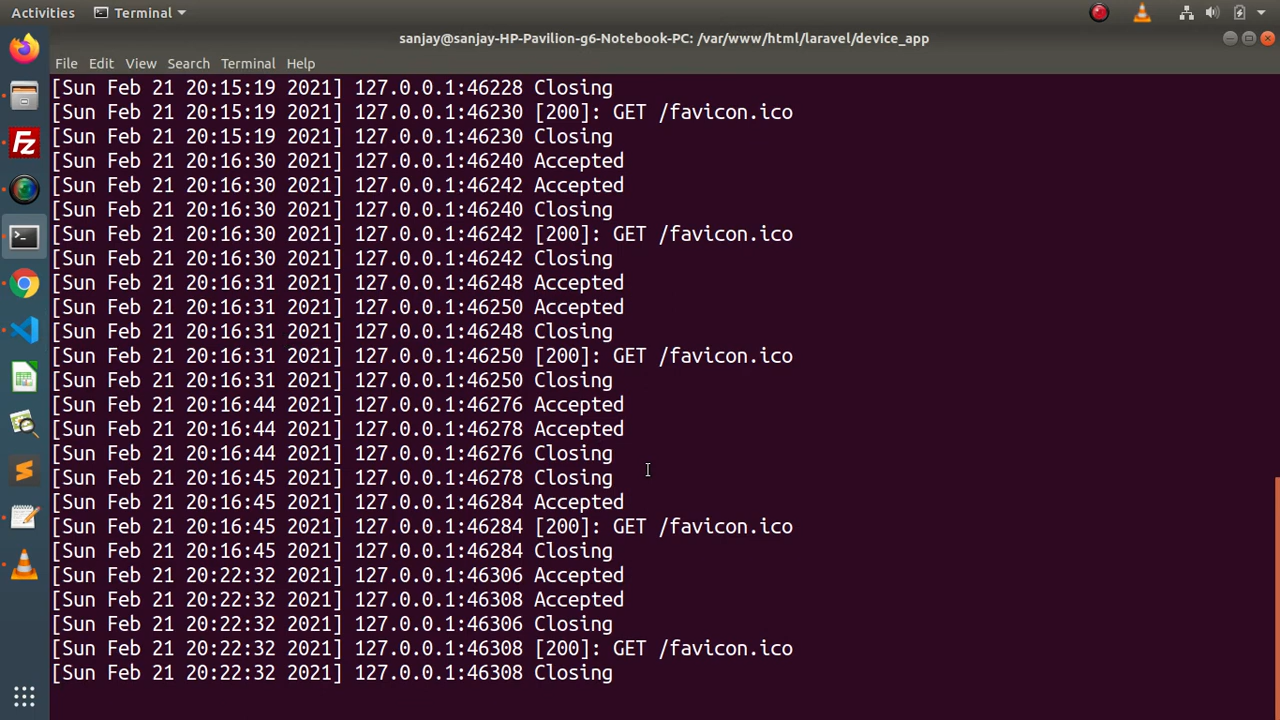 Activities Terminal
sanjay@sanjay-HP-Pavilion-g6-Notebook-PC: /var/www/html/laravel/device_app
File Edit View Search Terminal Help
[Sun Feb 21 20:15:19 2021] 127.0.0.1:46228 Closing
[Sun Feb 21 20:15:19 2021] 127.0.0.1:46230 [200]: GET /favicon.ico
[Sun Feb 21 20:15:19 2021] 127.0.0.1:46230 Closing
[Sun Feb 21 20:16:30 2021] 127.0.0.1:46240 Accepted
[Sun Feb 21 20:16:30 2021] 127.0.0.1:46242 Accepted
[Sun Feb 21 20:16:30 2021] 127.0.0.1:46240 Closing
[Sun Feb 21 20:16:30 2021] 127.0.0.1:46242 [200]: GET /favicon.ico
[Sun Feb 21 20:16:30 2021] 127.0.0.1:46242 Closing
[Sun Feb 21 20:16:31 2021] 127.0.0.1:46248 Accepted
[Sun Feb 21 20:16:31 2021] 127.0.0.1:46250 Accepted
[Sun Feb 21 20:16:31 2021] 127.0.0.1:46248 Closing
[Sun Feb 21 20:16:31 2021] 127.0.0.1:46250 [200]: GET /favicon.ico
[Sun Feb 21 20:16:31 2021] 127.0.0.1:46250 Closing
[Sun Feb 21 20:16:44 2021] 127.0.0.1:46276 Accepted
[Sun Feb 21 20:16:44 2021] 127.0.0.1:46278 Accepted
[Sun Feb 21 20:16:44 2021] 127.0.0.1:46276 Closing
[Sun Feb 21 20:16:45 2021] 127.0.0.1:46278 Closing
[Sun Feb 21 20:16:45 2021] 127.0.0.1:46284 Accepted
[Sun Feb 21 20:16:45 2021] 127.0.0.1:46284 [200]: GET /favicon.ico
[Sun Feb 21 20:16:45 2021] 127.0.0.1:46284 Closing
[Sun Feb 21 20:22:32 2021] 127.0.0.1:46306 Accepted
[Sun Feb 21 20:22:32 2021] 127.0.0.1:46308 Accepted
[Sun Feb 21 20:22:32 2021] 127.0.0.1:46306 Closing
[Sun Feb 21 20:22:32 2021] 127.0.0.1:46308 [200]: GET /favicon.ico
[Sun Feb 21 20:22:32 2021] 127.0.0.1:46308 Closing